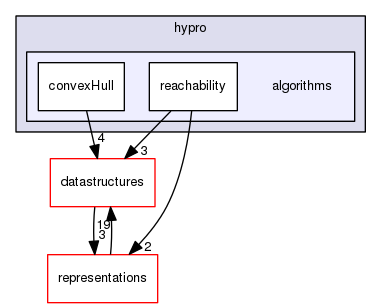 hypro
convexHull
reachability
algorithms
4
3
datastructures
19
3
2
representations